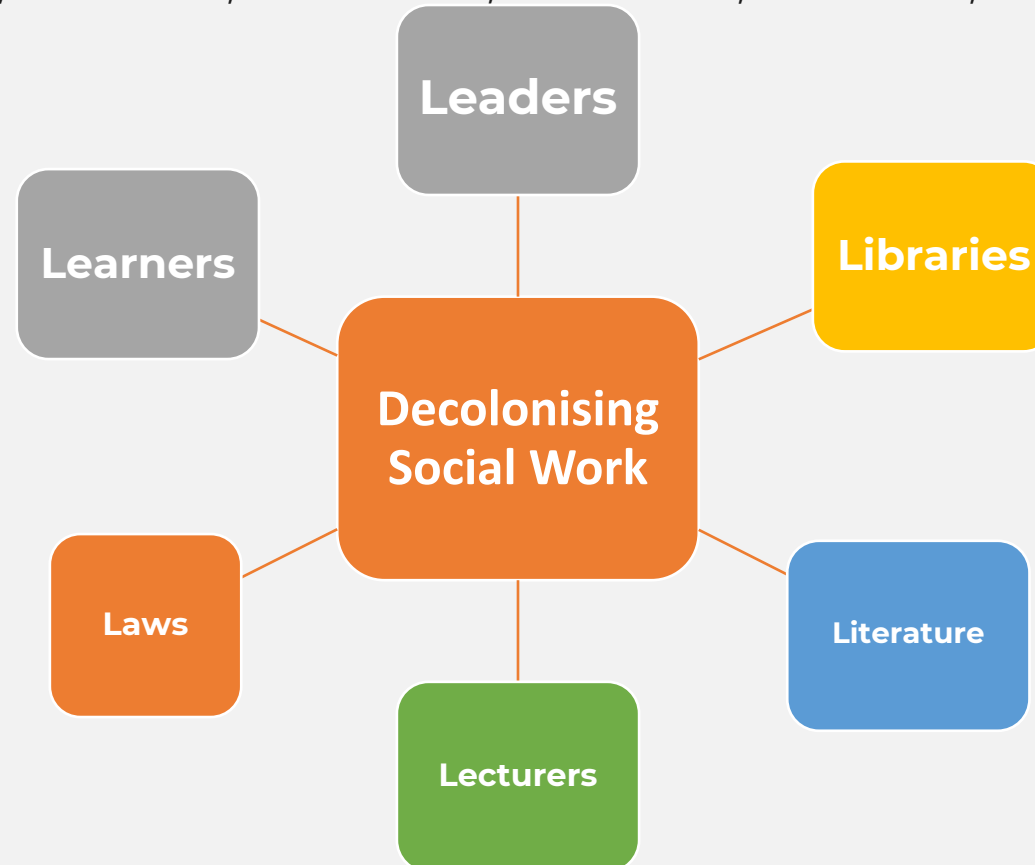 Leaders
Learners
Libraries
Decolonising
Social Work
Laws
Literature
Lecturers